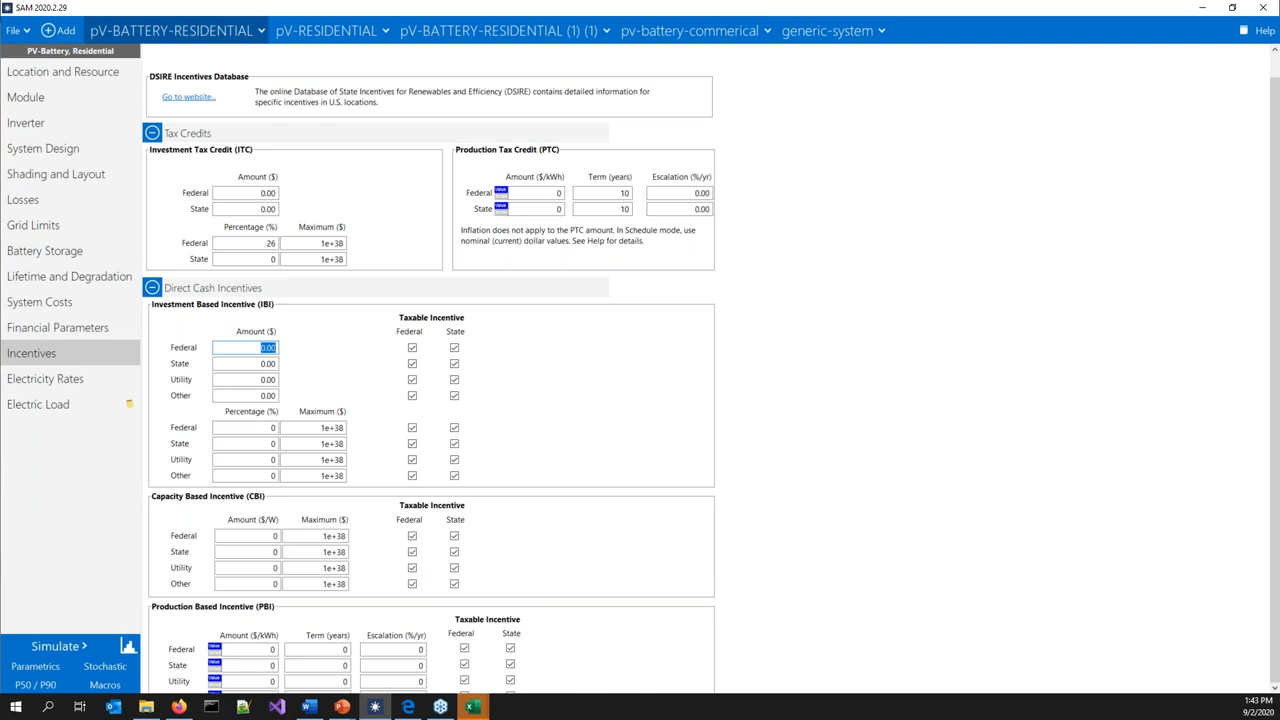 SAM 2020.2.29
File Add pV-BATTERY-RESIDENTIAL pV-RESIDENTIAL pV-BATTERY-RESIDENTIAL (1) (1) pv-battery-commerical generic-system Help
PV-Battery, Residential
Location and Resource
Module
Inverter
System Design
Shading and Layout
Losses
Grid Limits
Battery Storage
Lifetime and Degradation
System Costs
Financial Parameters
Incentives
Electricity Rates
Electric Load
Simulate >
Parametrics Stochastic
P50 / P90 Macros
DSIRE Incentives Database
Go to website...
The online Database of State Incentives for Renewables and Efficiency (DSIRE) contains detailed information for
specific incentives in U.S. locations.
Tax Credits
Investment Tax Credit (ITC)
Amount ($)
Federal 0.00
State 0.00
Percentage (%) Maximum ($)
Federal 26 1e+38
State 0 1e+38
Production Tax Credit (PTC)
Amount ($/kWh) Term (years) Escalation (%/yr)
Federal Value 0 10 0.00
State Value 0 10 0.00
Inflation does not apply to the PTC amount. In Schedule mode, use
nominal (current) dollar values. See Help for details.
Direct Cash Incentives
Investment Based Incentive (IBI)
Taxable Incentive
Amount ($) Federal State
Federal 0.00
State 0.00
Utility 0.00
Other 0.00
Percentage (%) Maximum ($)
Federal 0 1e+38
State 0 1e+38
Utility 0 1e+38
Other 0 1e+38
Capacity Based Incentive (CBI)
Taxable Incentive
Amount ($/W) Maximum ($) Federal State
Federal 0 1e+38
State 0 1e+38
Utility 0 1e+38
Other 0 1e+38
Production Based Incentive (PBI)
Taxable Incentive
Amount ($/kWh) Term (years) Escalation (%/yr) Federal State
Federal Value 0 0 0
State Value 0 0 0
Utility Value 0 0 0
1:43 PM
9/2/2020